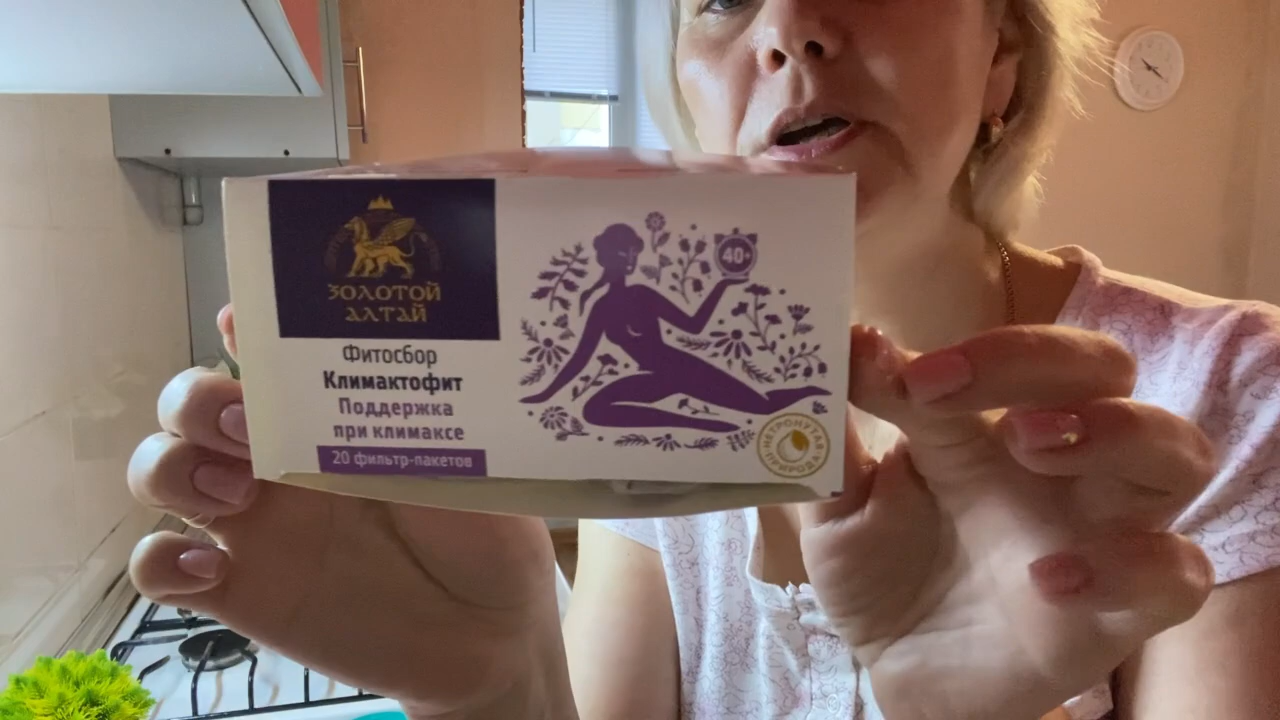 ЗОЛОТОЙ
АЛТАЙ
Фитосбор
Климактофит
Поддержка
при климаксе
20 фильтр-пакетов
40+
НЕТРОНУТАЯ
ПРИРОДА